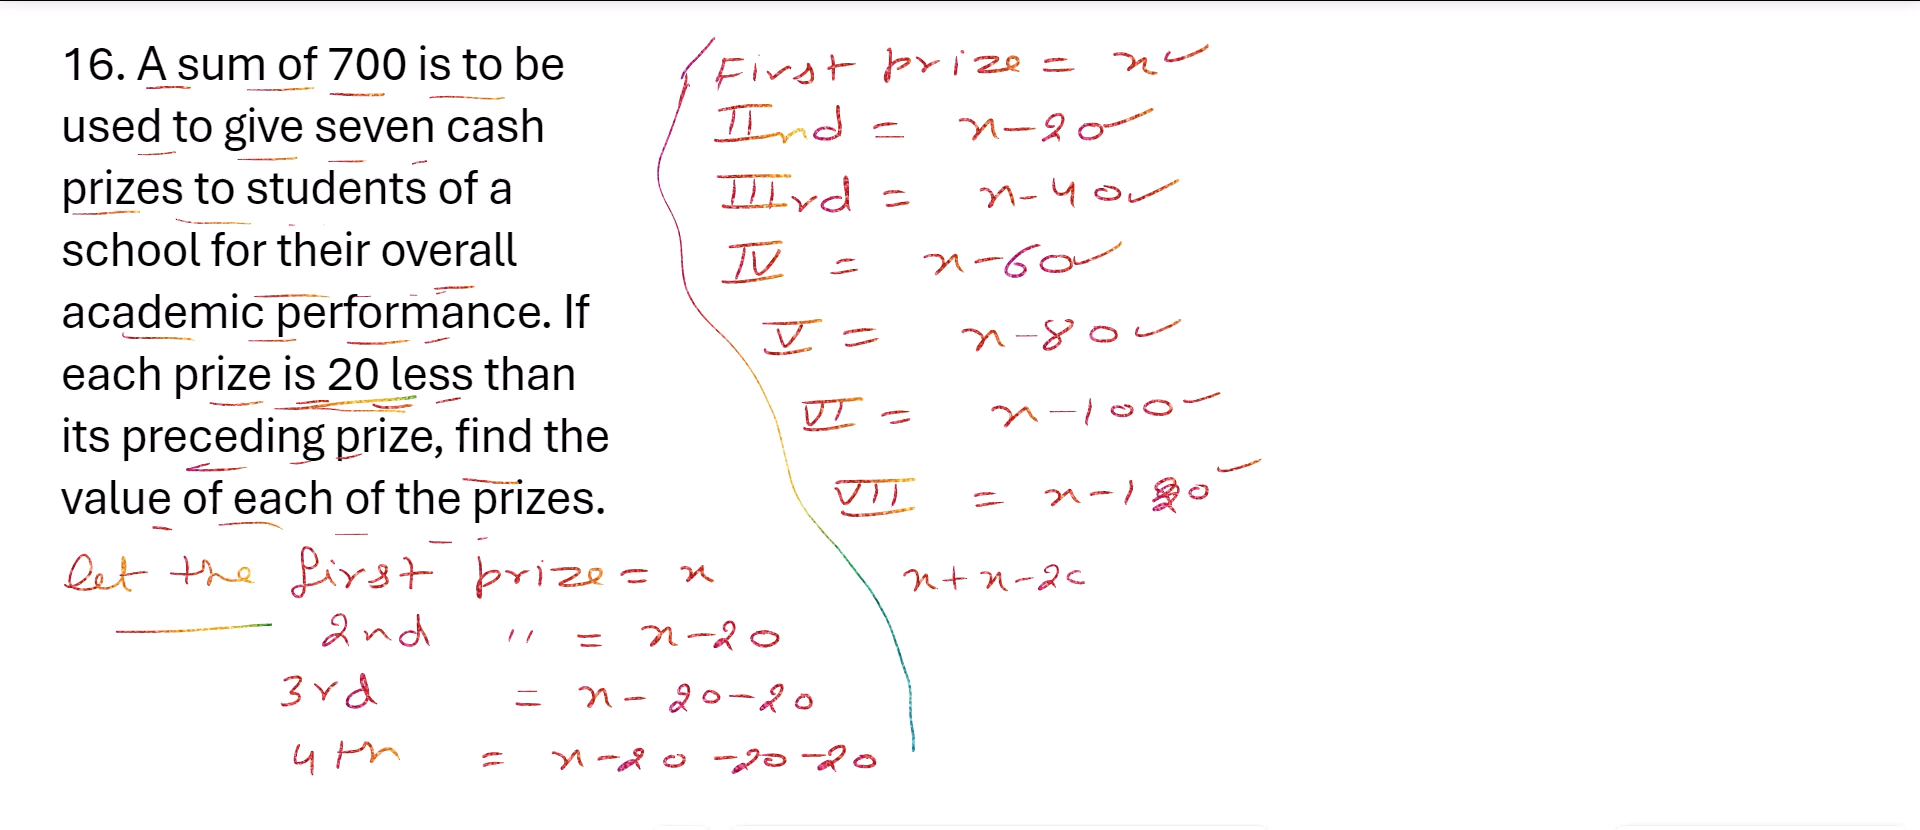 16. A sum of 700 is to be
used to give seven cash
prizes to students of a
school for their overall
academic performance. If
each prize is 20 less than
its preceding prize, find the
value of each of the prizes.
let the first prize = x
2nd " = x-20
3rd = x-20-20
4th = x-20-20-20
First prize = x
IInd = x-20
IIIrd = x-40
IV = x-60
V = x-80
VI = x-100
VII = x-120
x+x-20